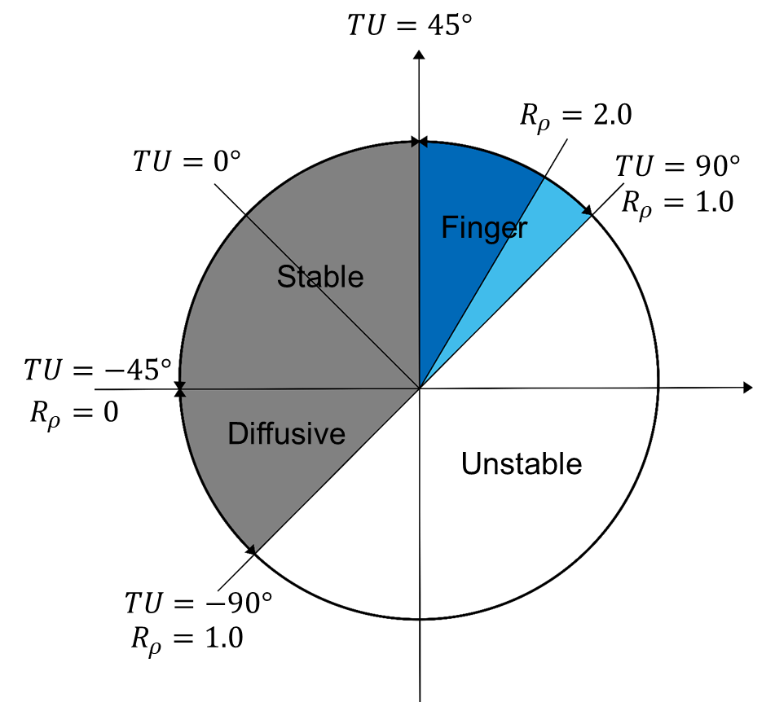 TU = 45°
R_ρ = 2.0
TU = 0°
TU = 90°
R_ρ = 1.0
Finger
Stable
TU = −45°
R_ρ = 0
Diffusive
Unstable
TU = −90°
R_ρ = 1.0